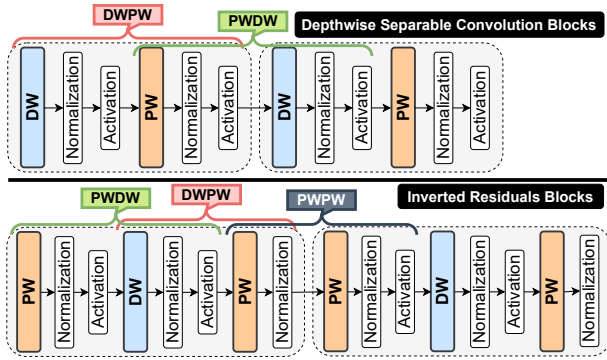 DWPW
PWDW
Depthwise Separable Convolution Blocks
DW
Normalization
Activation
PW
Normalization
Activation
DW
Normalization
Activation
PW
Normalization
Activation
PWDW
DWPW
PWPW
Inverted Residuals Blocks
PW
Normalization
Activation
DW
Normalization
Activation
PW
Normalization
PW
Normalization
Activation
DW
Normalization
Activation
PW
Normalization